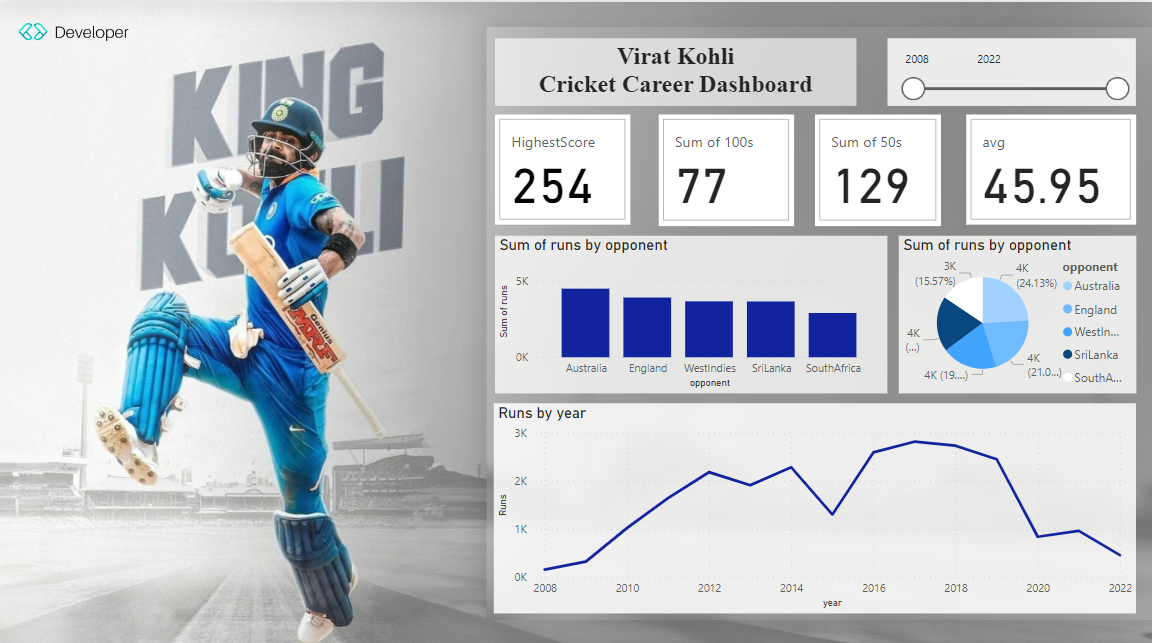 Developer
KING
KOHLI
MRF
Genius
Virat Kohli
Cricket Career Dashboard
2008 2022
HighestScore
254
Sum of 100s
77
Sum of 50s
129
avg
45.95
Sum of runs by opponent
Sum of runs
5K
0K
Australia England WestIndies SriLanka SouthAfrica
opponent
Sum of runs by opponent
3K
(15.57%)
4K
(24.13%)
4K
(...)
4K (19....)
4K
(21.0...)
opponent
Australia
England
WestIn...
SriLanka
SouthA...
Runs by year
Runs
3K
2K
1K
0K
2008 2010 2012 2014 2016 2018 2020 2022
year